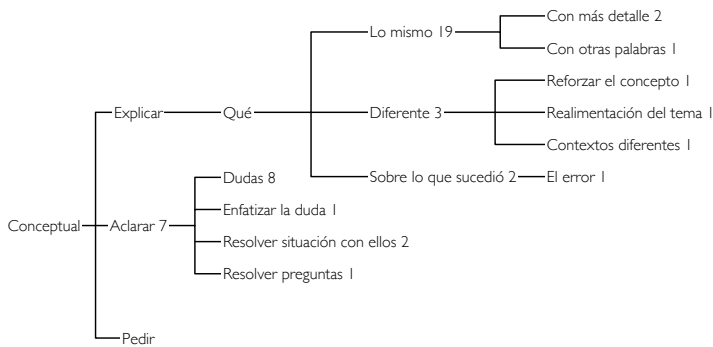 Con más detalle 2
Lo mismo 19
Con otras palabras 1
Reforzar el concepto 1
Explicar
Qué
Diferente 3
Realimentación del tema 1
Contextos diferentes 1
Dudas 8
Sobre lo que sucedió 2
El error 1
Enfatizar la duda 1
Conceptual
Aclarar 7
Resolver situación con ellos 2
Resolver preguntas 1
Pedir